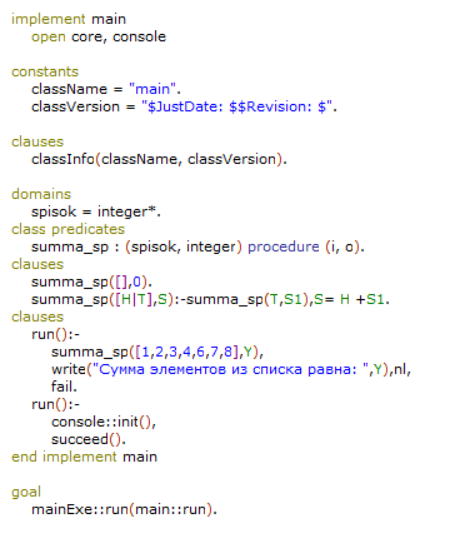 implement main
open core, console
constants
className = "main".
classVersion = "$JustDate: $$Revision: $".
clauses
classInfo(className, classVersion).
domains
spisok = integer*.
class predicates
summa_sp : (spisok, integer) procedure (i, o).
clauses
summa_sp([],0).
summa_sp([H|T],S):-summa_sp(T,S1),S= H +S1.
clauses
run():-
summa_sp([1,2,3,4,6,7,8],Y),
write("Сумма элементов из списка равна: ",Y),nl,
fail.
run():-
console::init(),
succeed().
end implement main
goal
mainExe::run(main::run).